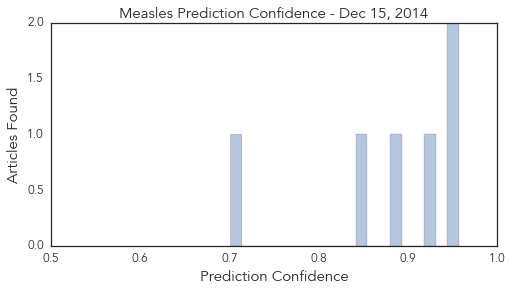 Measles Prediction Confidence - Dec 15, 2014
2.0
1.5
1.0
0.5
0.0
Articles Found
0.5 0.6 0.7 0.8 0.9 1.0
Prediction Confidence